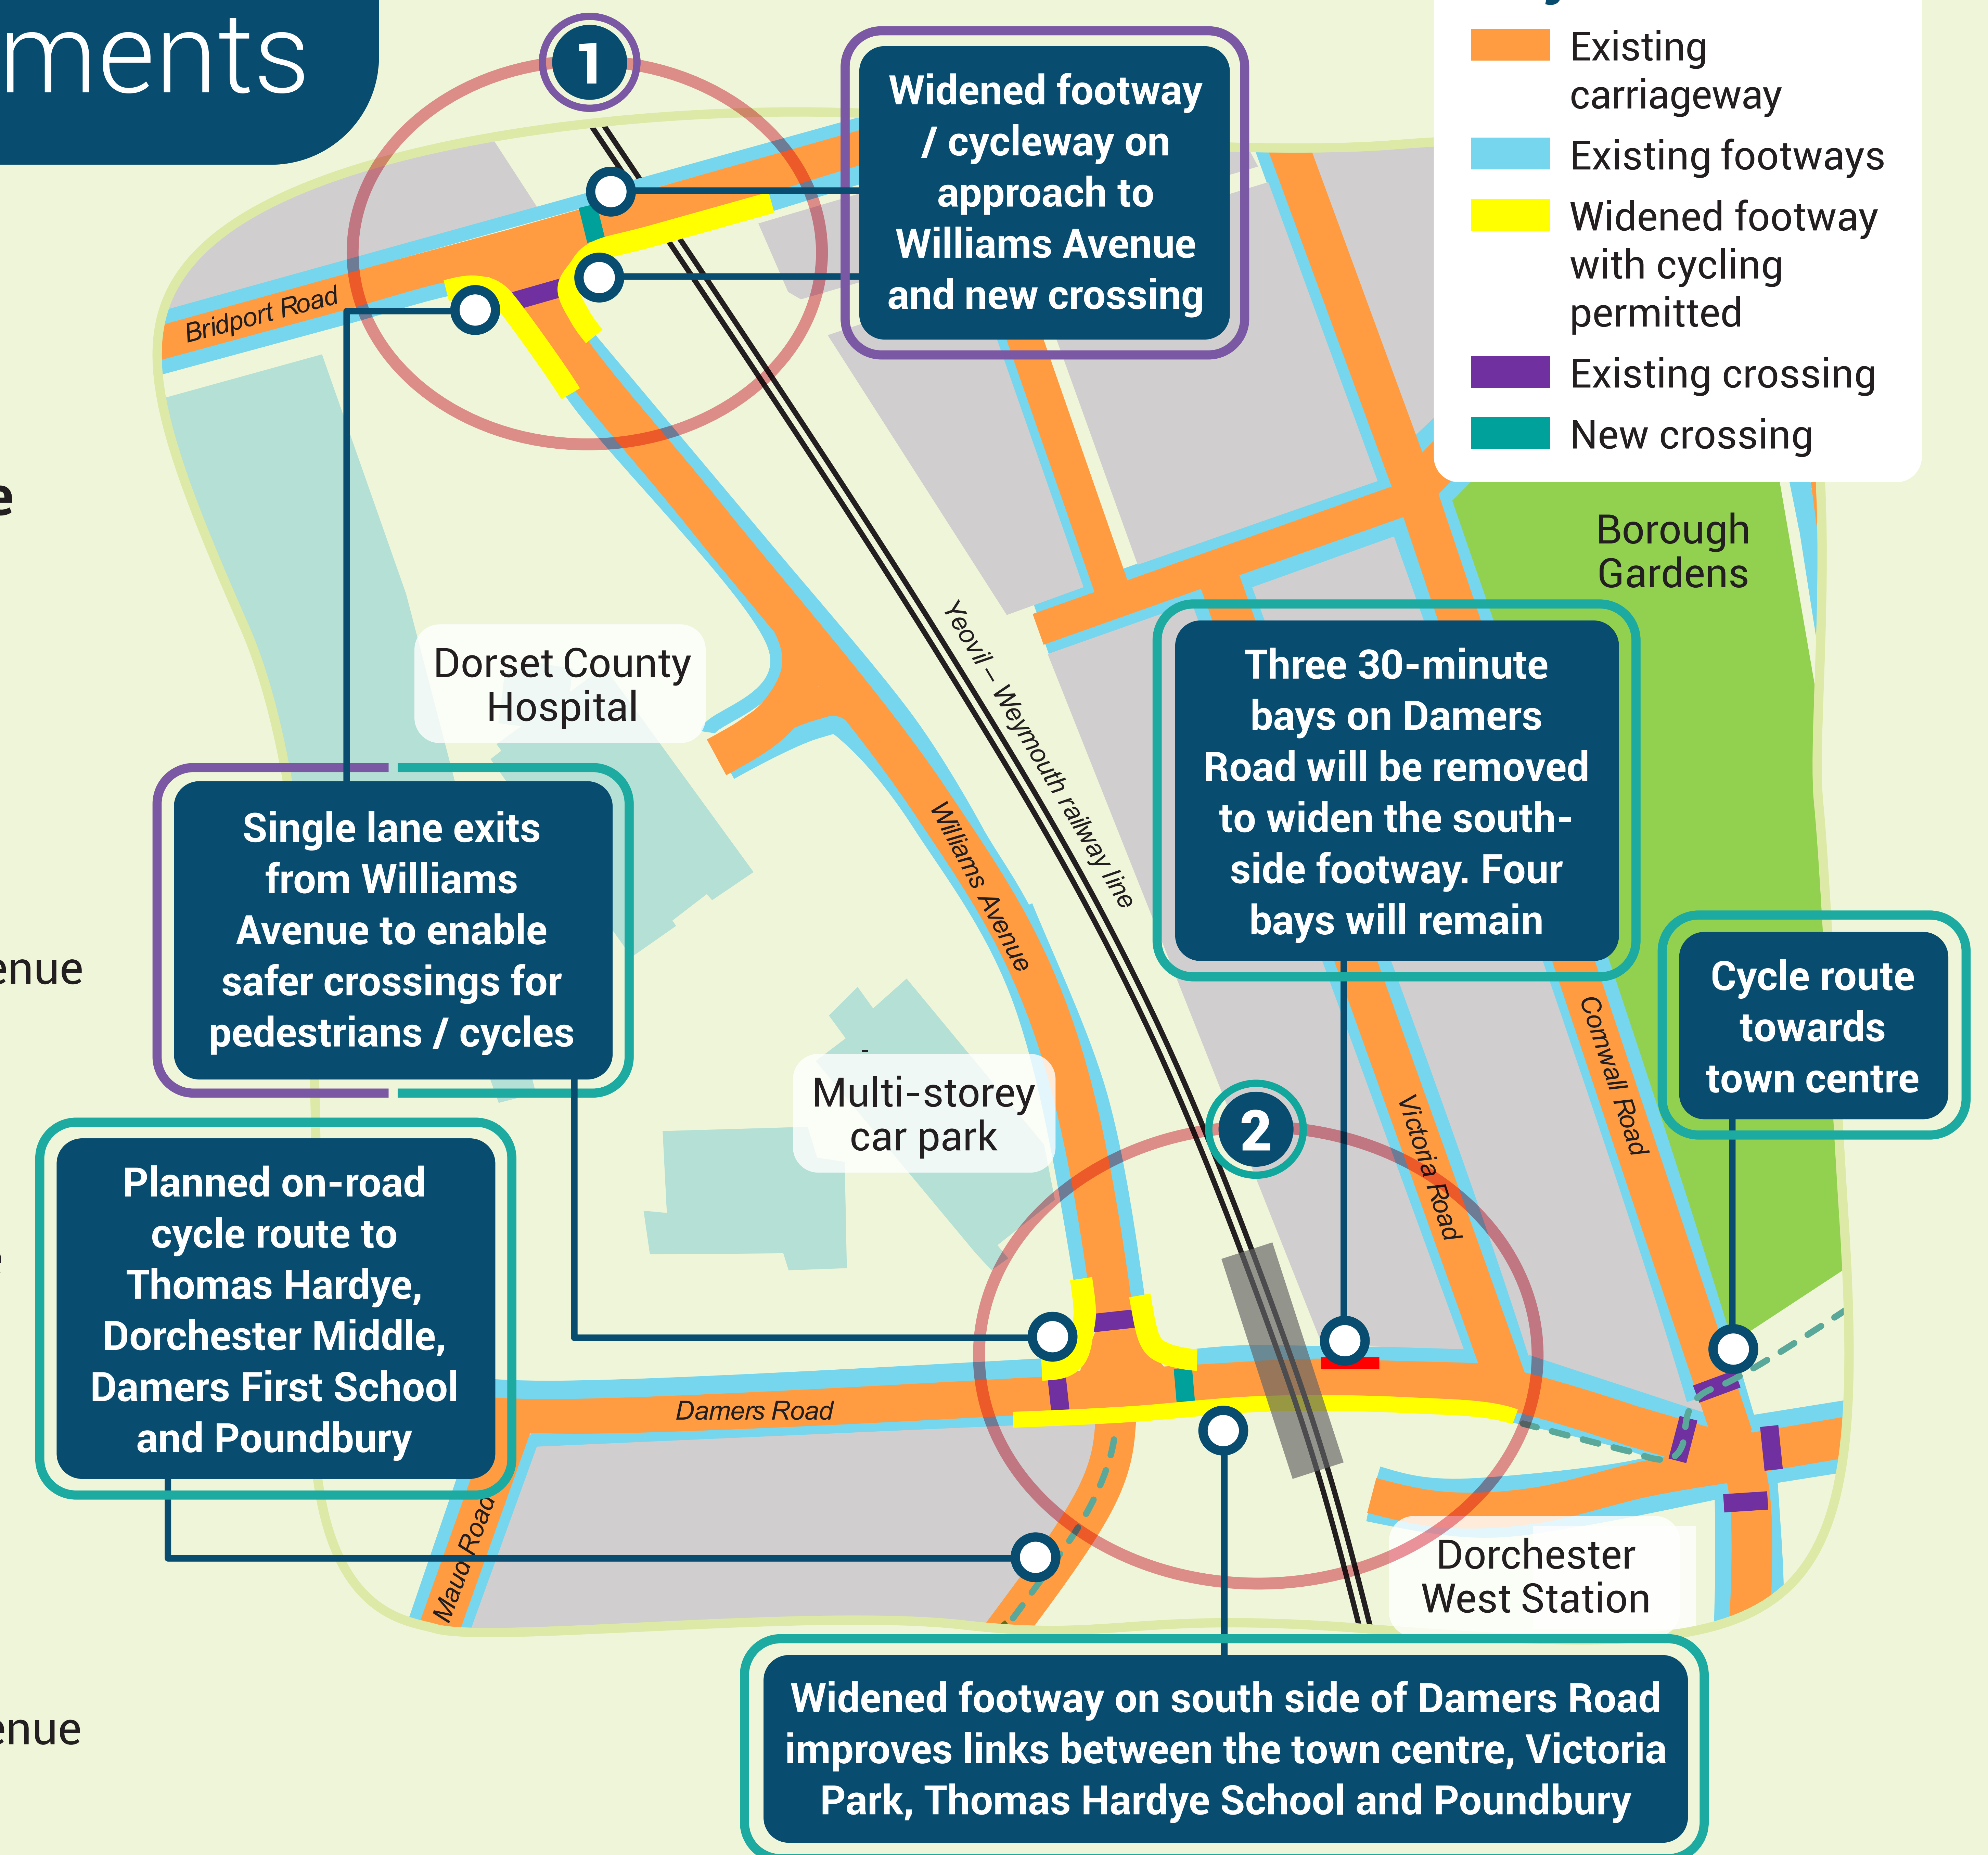 ments
1
Widened footway
/ cycleway on
approach to
Williams Avenue
and new crossing
Existing
carriageway
Existing footways
Widened footway
with cycling
permitted
Existing crossing
New crossing
Bridport Road
Borough
Gardens
Yeovil – Weymouth railway line
Dorset County
Hospital
Three 30-minute
bays on Damers
Road will be removed
to widen the south-
side footway. Four
bays will remain
Single lane exits
from Williams
Avenue to enable
safer crossings for
pedestrians / cycles
Williams Avenue
Cycle route
towards
town centre
e
enue
Cornwall Road
Multi-storey
car park
2
Victoria Road
Planned on-road
cycle route to
Thomas Hardye,
Dorchester Middle,
Damers First School
and Poundbury
Damers Road
Maud Road
Dorchester
West Station
Widened footway on south side of Damers Road
improves links between the town centre, Victoria
Park, Thomas Hardye School and Poundbury
enue